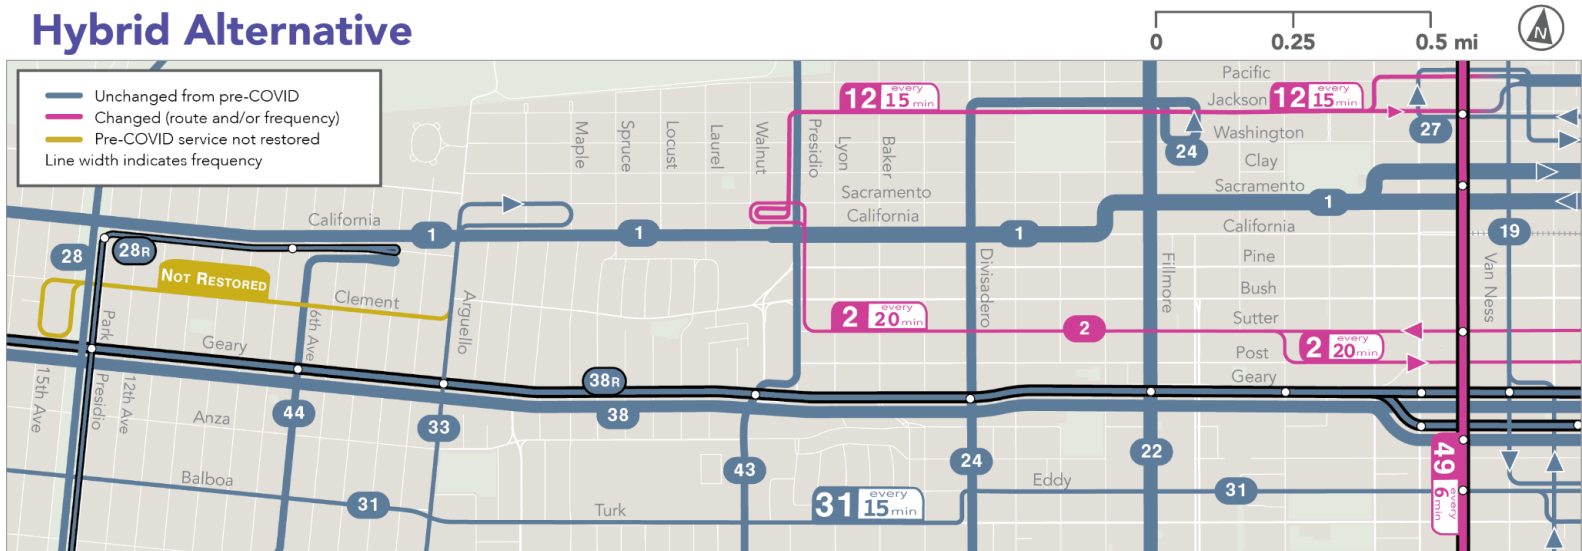 Hybrid Alternative
0 0.25 0.5 mi
N
Unchanged from pre-COVID
Changed (route and/or frequency)
Pre-COVID service not restored
Line width indicates frequency
Pacific
12 every 15 min
Jackson
12 every 15 min
27
Washington
24
Clay
Maple
Spruce
Locust
Laurel
Walnut
Presidio
Lyon
Baker
Sacramento
Sacramento
1
California
California
California
1
1
1
19
28
28R
Pine
NOT RESTORED
Clement
Bush
Divisadero
Fillmore
Van Ness
Park
Presidio
6th Ave
Arguello
2 every 20 min
2
Sutter
Geary
Post
2 every 20 min
Geary
38R
38
15th Ave
12th Ave
Anza
44
33
43
24
22
49 every 6 min
Balboa
31
Turk
31 every 15 min
Eddy
31